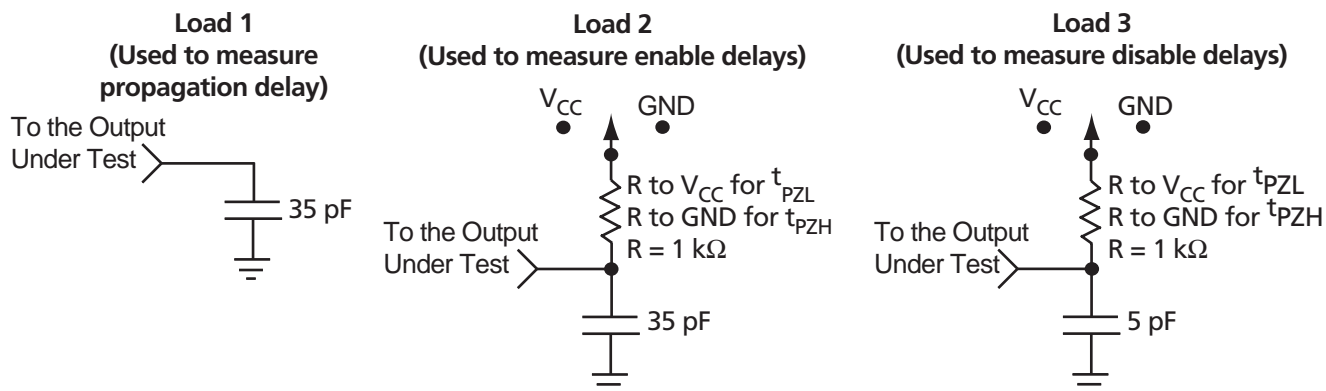 Load 1
(Used to measure
propagation delay)
To the Output
Under Test
35 pF
Load 2
(Used to measure enable delays)
VCC
GND
R to VCC for tPZL
R to GND for tPZH
R = 1 kΩ
To the Output
Under Test
35 pF
Load 3
(Used to measure disable delays)
VCC
GND
R to VCC for tPZL
R to GND for tPZH
R = 1 kΩ
To the Output
Under Test
5 pF